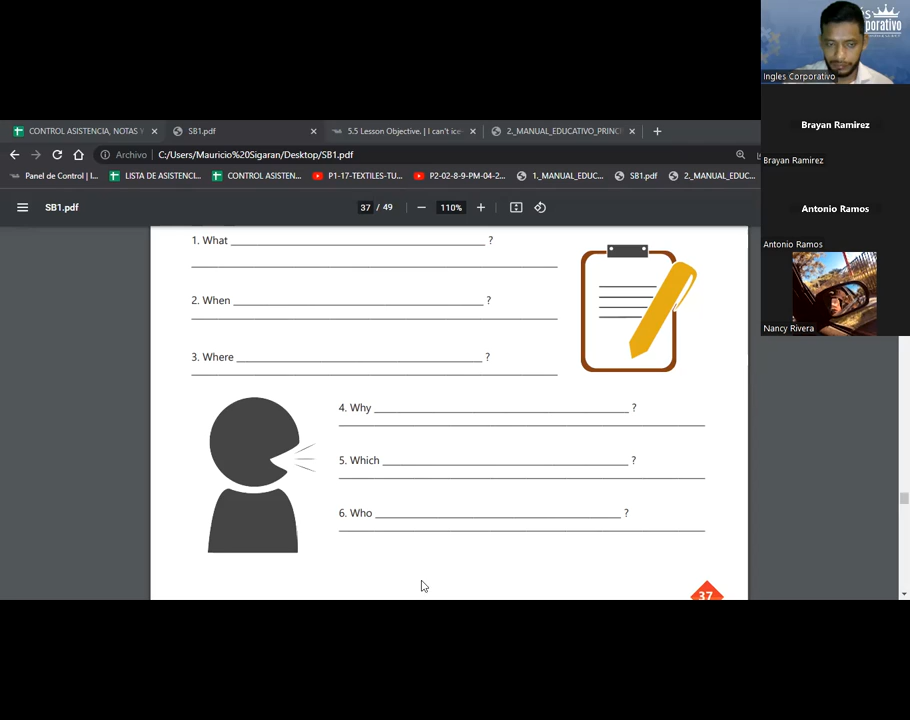 CONTROL ASISTENCIA, NOTAS Y
SB1.pdf
5.5 Lesson Objective. | I can't ice-
2._MANUAL_EDUCATIVO_PRINC
Archivo
C:/Users/Mauricio%20Sigaran/Desktop/SB1.pdf
Panel de Control | I...
LISTA DE ASISTENCI...
CONTROL ASISTEN...
P1-17-TEXTILES-TU...
P2-02-8-9-PM-04-2...
1._MANUAL_EDUC...
SB1.pdf
2._MANUAL_EDUC...
SB1.pdf
37 / 49
110%
1. What ?
2. When ?
3. Where ?
4. Why ?
5. Which ?
6. Who ?
37
Ingles Corporativo
Brayan Ramirez
Brayan Ramirez
Antonio Ramos
Antonio Ramos
Nancy Rivera